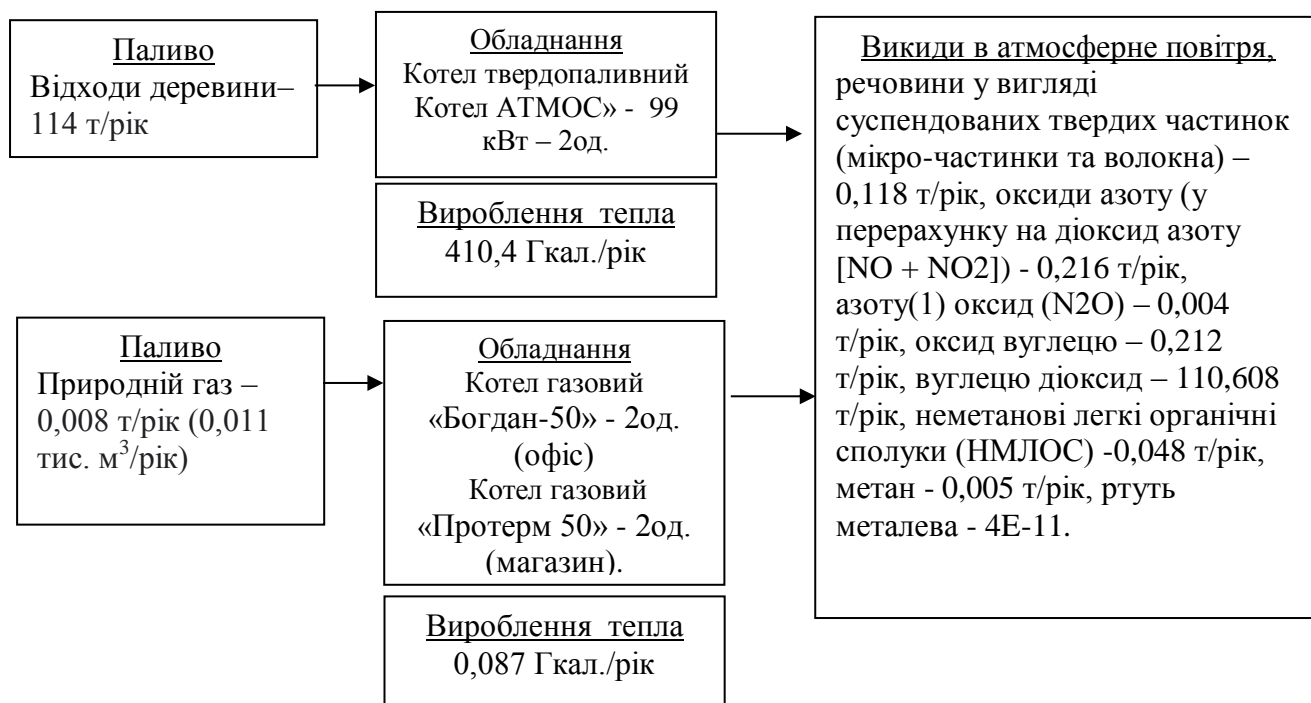 Паливо
Відходи деревини–
114 т/рік
Обладнання
Котел твердопаливний
Котел АТМОС» - 99
кВт – 2од.
Вироблення тепла
410,4 Гкал./рік
Паливо
Природній газ –
0,008 т/рік (0,011
тис. м³/рік)
Обладнання
Котел газовий
«Богдан-50» - 2од.
(офіс)
Котел газовий
«Протерм 50» - 2од.
(магазин).
Вироблення тепла
0,087 Гкал./рік
Викиди в атмосферне повітря,
речовини у вигляді
суспендованих твердих частинок
(мікро-частинки та волокна) –
0,118 т/рік, оксиди азоту (у
перерахунку на діоксид азоту
[NO + NO2]) - 0,216 т/рік,
азоту(1) оксид (N2O) – 0,004
т/рік, оксид вуглецю – 0,212
т/рік, вуглецю діоксид – 110,608
т/рік, неметанові легкі органічні
сполуки (НМЛОС) -0,048 т/рік,
метан - 0,005 т/рік, ртуть
металева - 4Е-11.